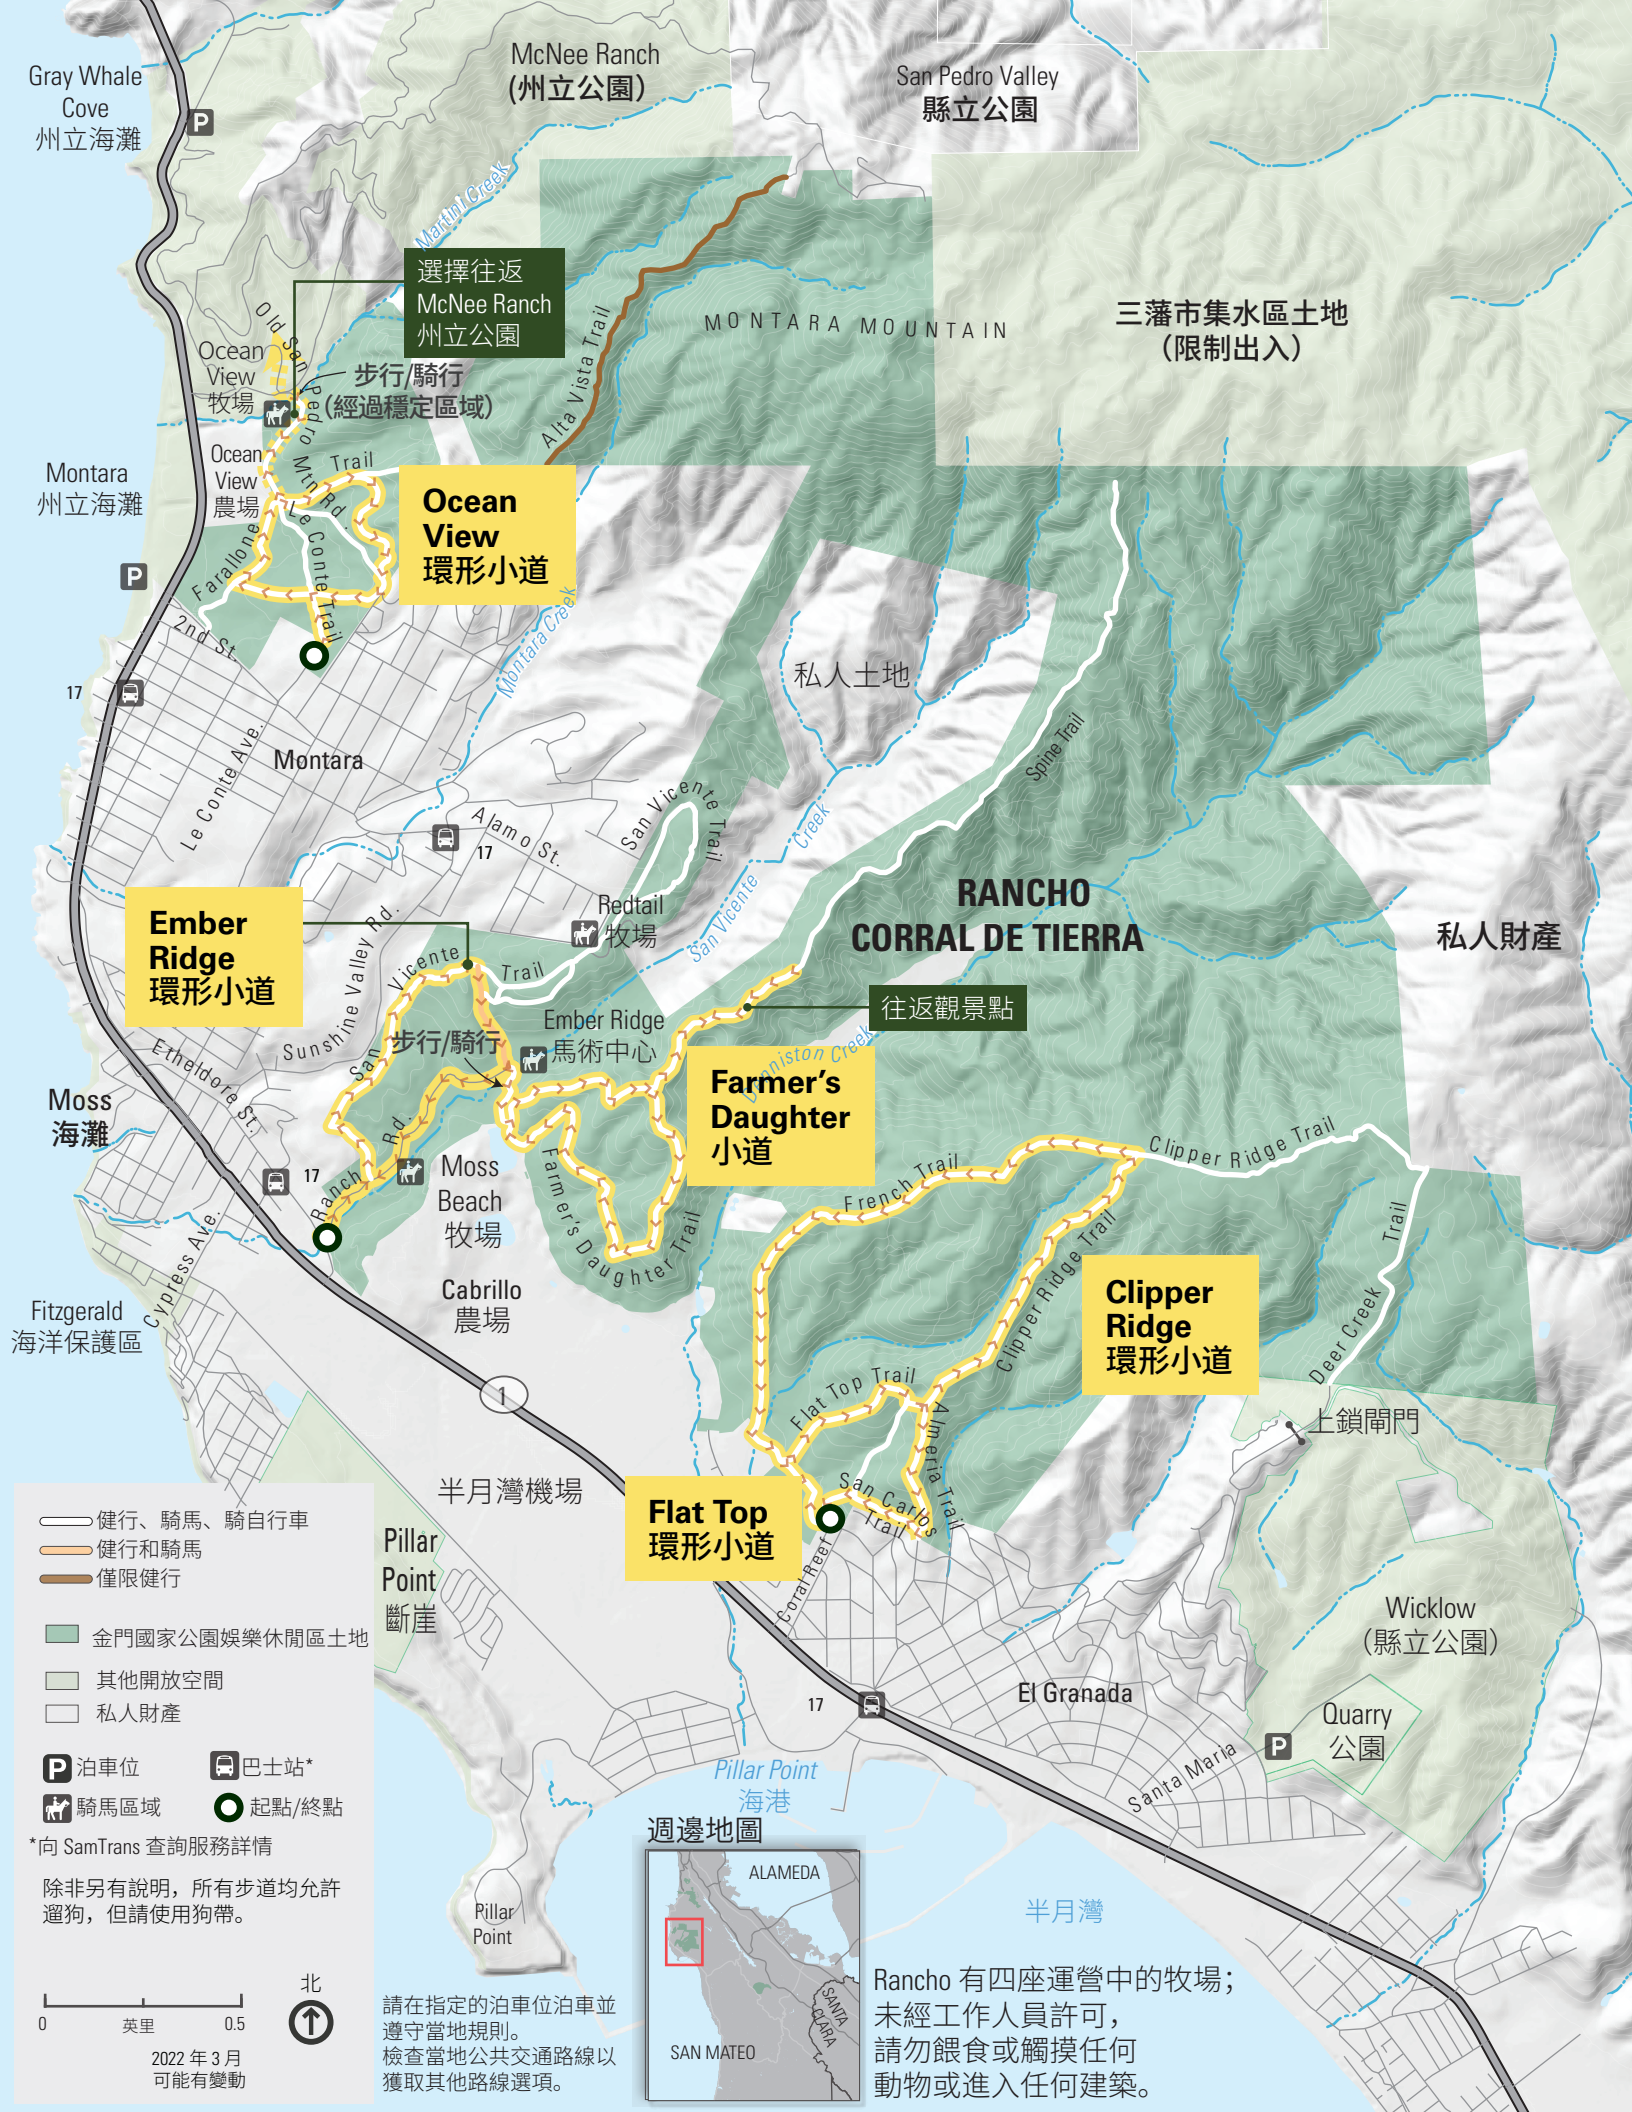 McNee Ranch
(州立公園)
San Pedro Valley
縣立公園
Gray Whale
Cove
州立海灘
P
Martini Creek
選擇往返
McNee Ranch
州立公園
Old San Pedro Mtn Rd.
MONTARA MOUNTAIN
三藩市集水區土地
(限制出入)
Alta Vista Trail
Ocean
View
牧場
步行/騎行
(經過穩定區域)
Ocean
View
農場
Trail
Montara
州立海灘
Ocean
View
環形小道
Le Conte Trail
Farallone
P
2nd St.
Montara Creek
17
私人土地
Spine Trail
Montara
Le Conte Ave.
Alamo St.
17
San Vicente Trail
San Vicente Creek
RANCHO
CORRAL DE TIERRA
私人財產
Redtail
牧場
Ember
Ridge
環形小道
Sunshine Valley Rd.
San Vicente Trail
往返觀景點
Ember Ridge
馬術中心
步行/騎行
Denniston Creek
Farmer's
Daughter
小道
Etheldore St.
Moss
海灘
Ranch Rd.
17
Moss
Beach
牧場
Farmer's Daughter Trail
Clipper Ridge Trail
French Trail
Clipper Ridge Trail
Deer Creek Trail
Cypress Ave.
Cabrillo
農場
Fitzgerald
海洋保護區
Clipper
Ridge
環形小道
1
Flat Top Trail
Almeria Trail
上鎖閘門
半月灣機場
San Carlos
Trail
Flat Top
環形小道
Coral Reef
Pillar
Point
斷崖
Wicklow
(縣立公園)
El Granada
17
Quarry
公園
P
Santa Maria
Pillar Point
海港
半月灣
Pillar
Point
健行、騎馬、騎自行車
健行和騎馬
僅限健行
金門國家公園娛樂休閒區土地
其他開放空間
私人財產
P 泊車位
巴士站*
騎馬區域
起點/終點
*向 SamTrans 查詢服務詳情
除非另有說明，所有步道均允許
遛狗，但請使用狗帶。
北
0 英里 0.5
2022 年 3 月
可能有變動
請在指定的泊車位泊車並
遵守當地規則。
檢查當地公共交通路線以
獲取其他路線選項。
週邊地圖
ALAMEDA
SANTA
CLARA
SAN MATEO
Rancho 有四座運營中的牧場；
未經工作人員許可，
請勿餵食或觸摸任何
動物或進入任何建築。